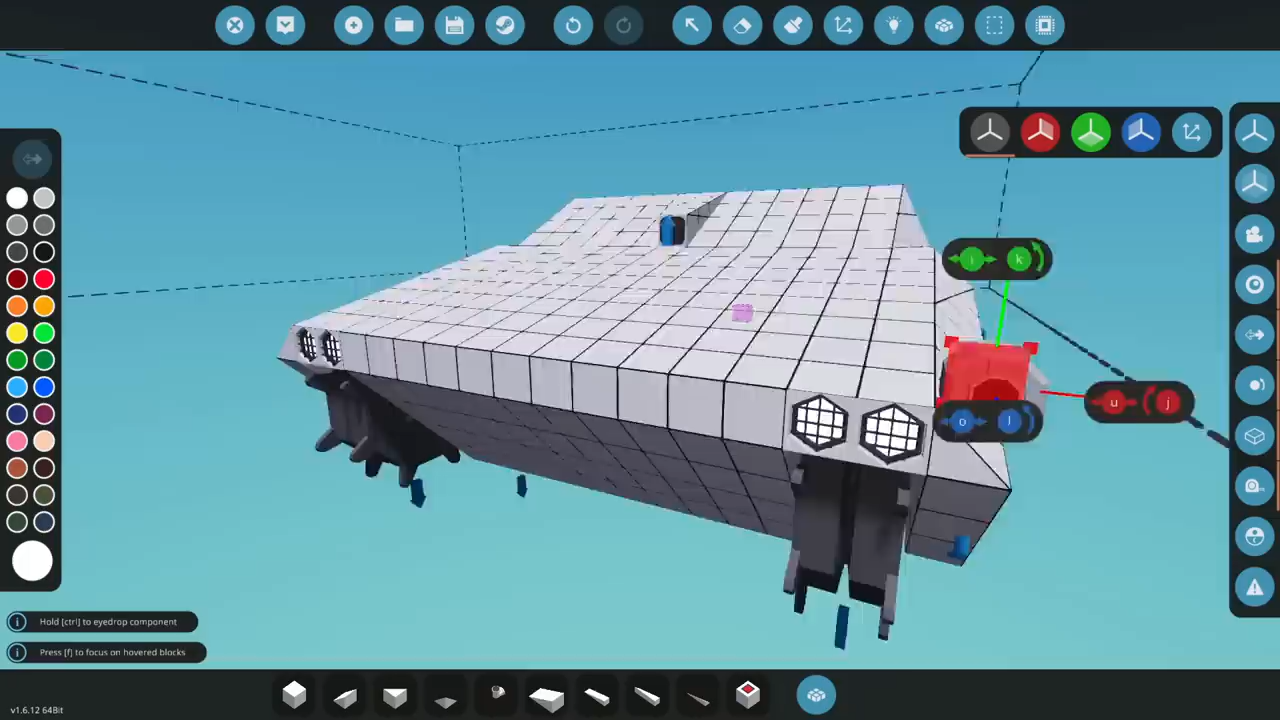 i k
u j
o l
Hold [ctrl] to eyedrop component
Press [f] to focus on hovered blocks
v1.6.12 64Bit